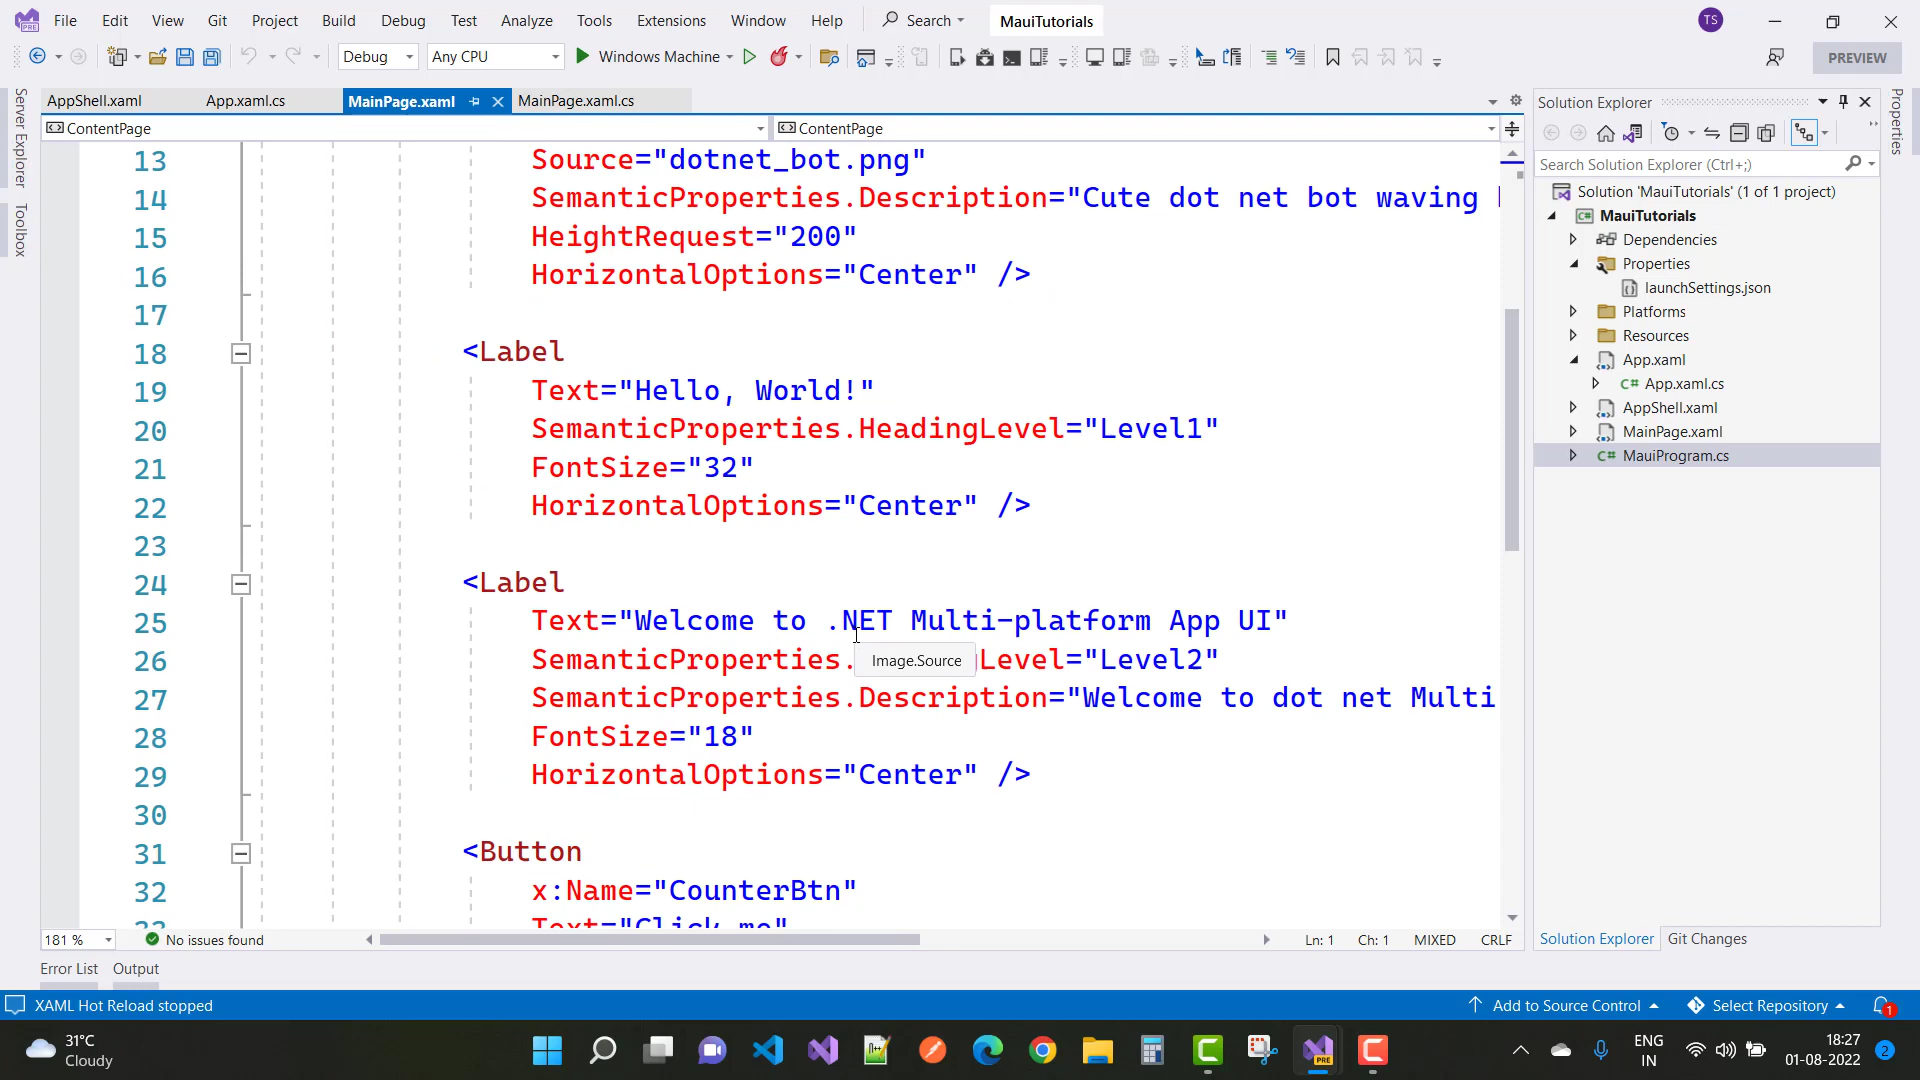 File Edit View Git Project Build Debug Test Analyze Tools Extensions Window Help Search MauiTutorials TS
Debug Any CPU Windows Machine PREVIEW
AppShell.xaml App.xaml.cs MainPage.xaml MainPage.xaml.cs
ContentPage ContentPage
Server Explorer
Toolbox
13 Source="dotnet_bot.png"
14 SemanticProperties.Description="Cute dot net bot waving
15 HeightRequest="200"
16 HorizontalOptions="Center" />
17
18 <Label
19 Text="Hello, World!"
20 SemanticProperties.HeadingLevel="Level1"
21 FontSize="32"
22 HorizontalOptions="Center" />
23
24 <Label
25 Text="Welcome to .NET Multi-platform App UI"
26 SemanticProperties. Level="Level2"
Image.Source
27 SemanticProperties.Description="Welcome to dot net Multi
28 FontSize="18"
29 HorizontalOptions="Center" />
30
31 <Button
32 x:Name="CounterBtn"
Text="Click me"
181 % No issues found Ln: 1 Ch: 1 MIXED CRLF
Solution Explorer
Search Solution Explorer (Ctrl+;)
Solution 'MauiTutorials' (1 of 1 project)
MauiTutorials
Dependencies
Properties
launchSettings.json
Platforms
Resources
App.xaml
C# App.xaml.cs
AppShell.xaml
MainPage.xaml
C# MauiProgram.cs
Solution Explorer Git Changes
Properties
Error List Output
XAML Hot Reload stopped Add to Source Control Select Repository 1
31°C
Cloudy
PRE
ENG
IN
18:27
01-08-2022
2